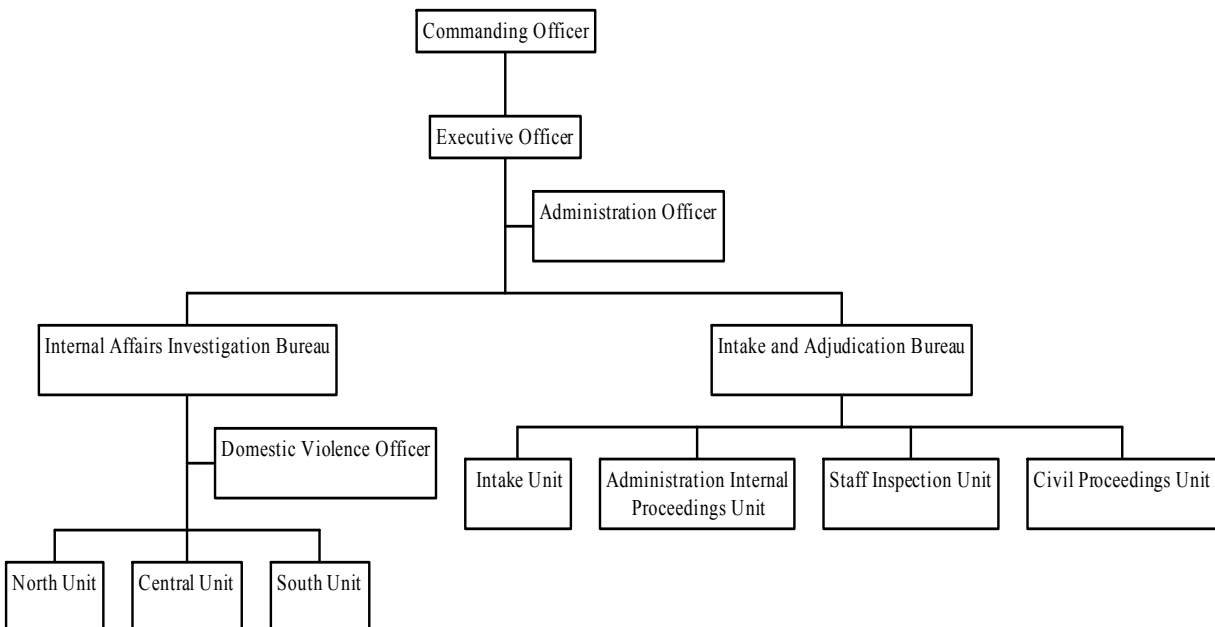 Commanding Officer
Executive Officer
Administration Officer
Internal Affairs Investigation Bureau
Intake and Adjudication Bureau
Domestic Violence Officer
Intake Unit
Administration Internal
Proceedings Unit
Staff Inspection Unit
Civil Proceedings Unit
North Unit
Central Unit
South Unit